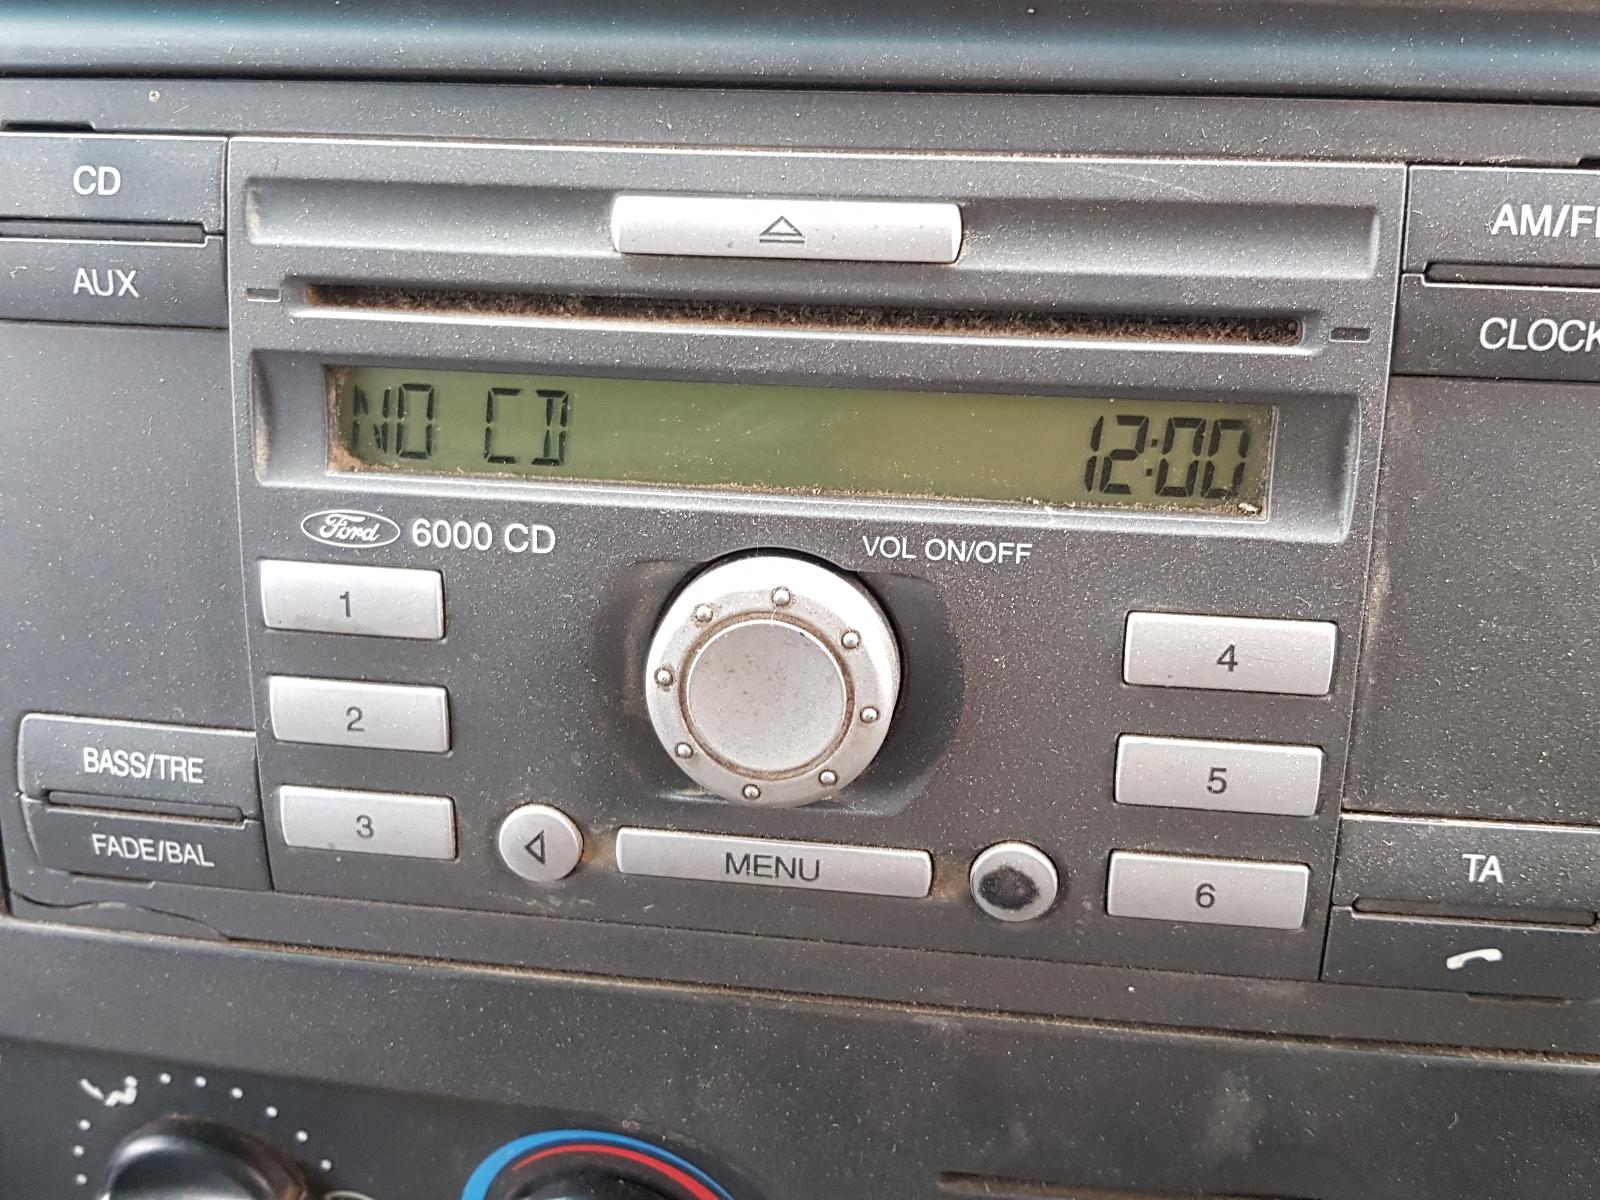 CD
AUX
AM/F
CLOCK
NO CD 12:00
Ford 6000 CD
VOL ON/OFF
1
2
3
4
5
6
BASS/TRE
FADE/BAL
MENU
TA